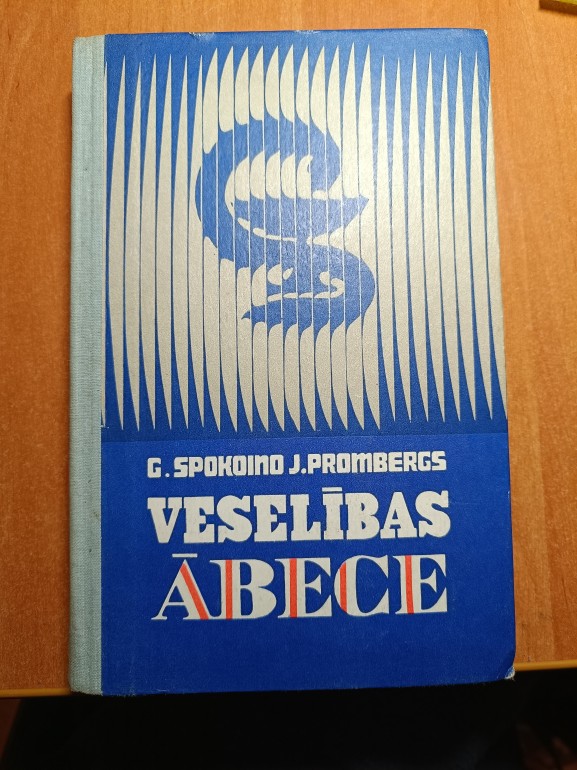 G. SPOKOINO J. PROMBERGS
VESELĪBAS
ĀBECE